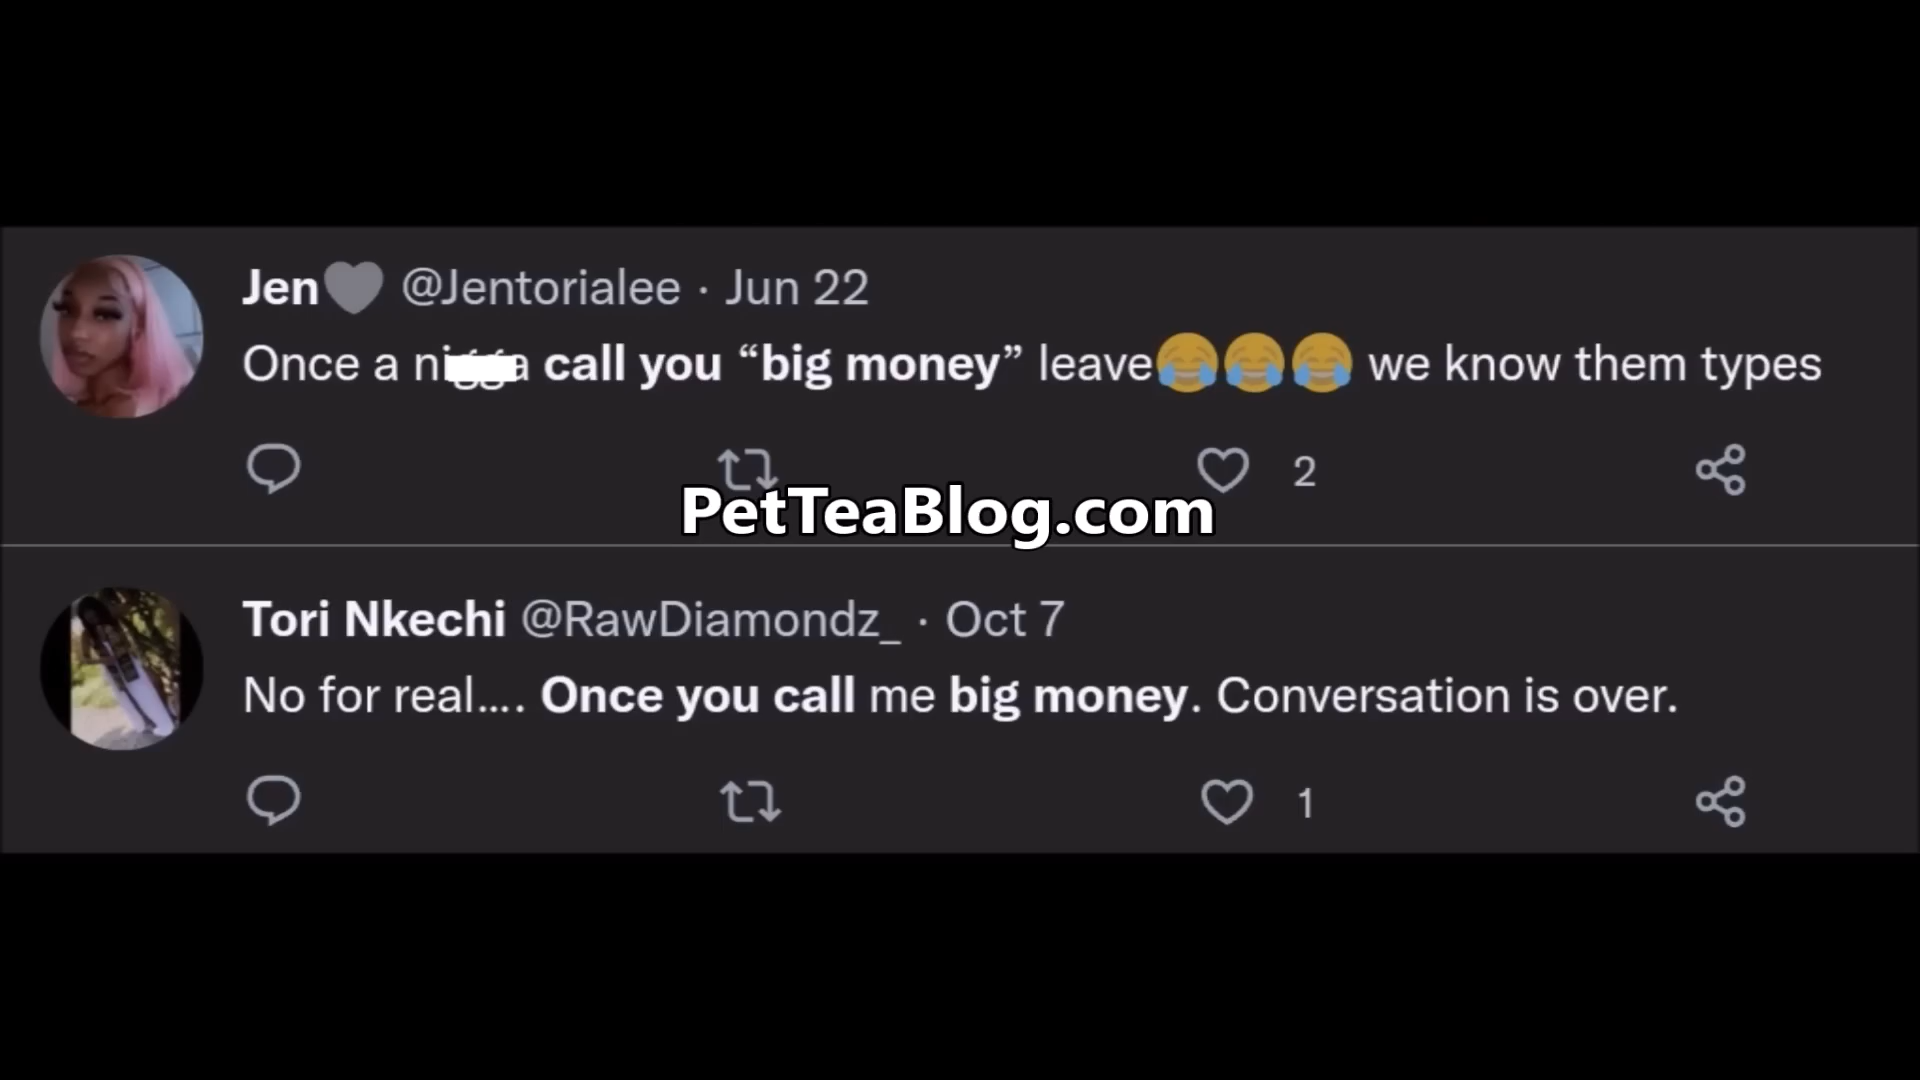 Jen🩶 @Jentorialee · Jun 22
Once a nigga call you “big money” leave😂😂😂 we know them types
2
PetTeaBlog.com
Tori Nkechi @RawDiamondz_ · Oct 7
No for real.... Once you call me big money. Conversation is over.
1